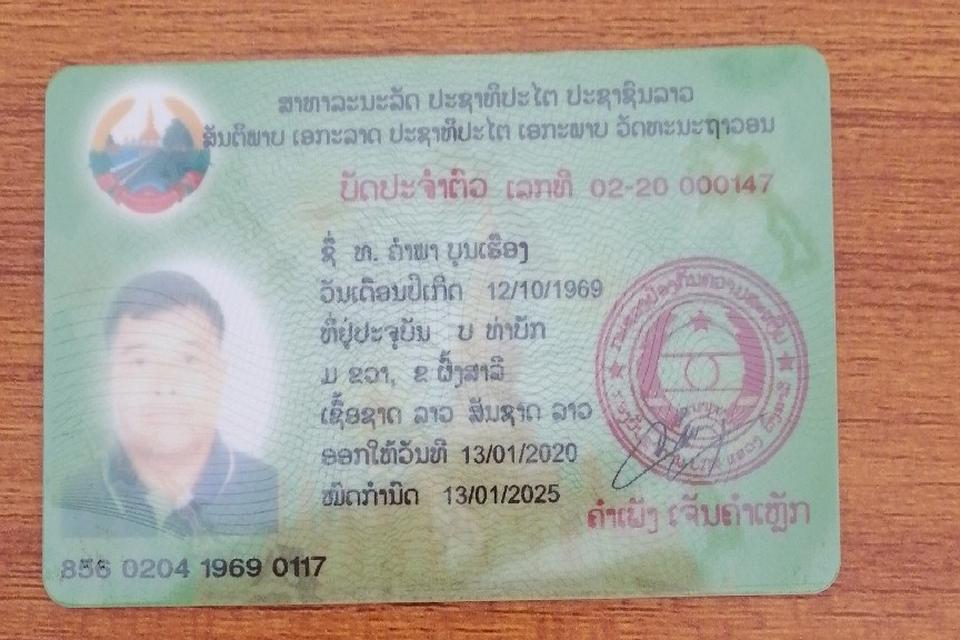 ສາທາລະນະລັດ ປະຊາທິປະໄຕ ປະຊາຊົນລາວ
ສັນຕິພາບ ເອກະລາດ ປະຊາທິປະໄຕ ເອກະພາບ ວັດທະນະຖາວອນ
ບັດປະຈຳຕົວ ເລກທີ 02-20 000147
ຊື່ ທ. ຄຳພາ ບຸນເຮືອງ
ວັນເດືອນປີເກີດ 12/10/1969
ທີ່ຢູ່ປະຈຸບັນ ບ ທ່າບັກ
ມ ຂວາ, ຂ ຜົ້ງສາລີ
ເຊື້ອຊາດ ລາວ ສັນຊາດ ລາວ
ອອກໃຫ້ວັນທີ 13/01/2020
ໝົດກຳນົດ 13/01/2025
ຄຳເພັງ ເຈັນຄຳເຫຼັກ
856 0204 1969 0117